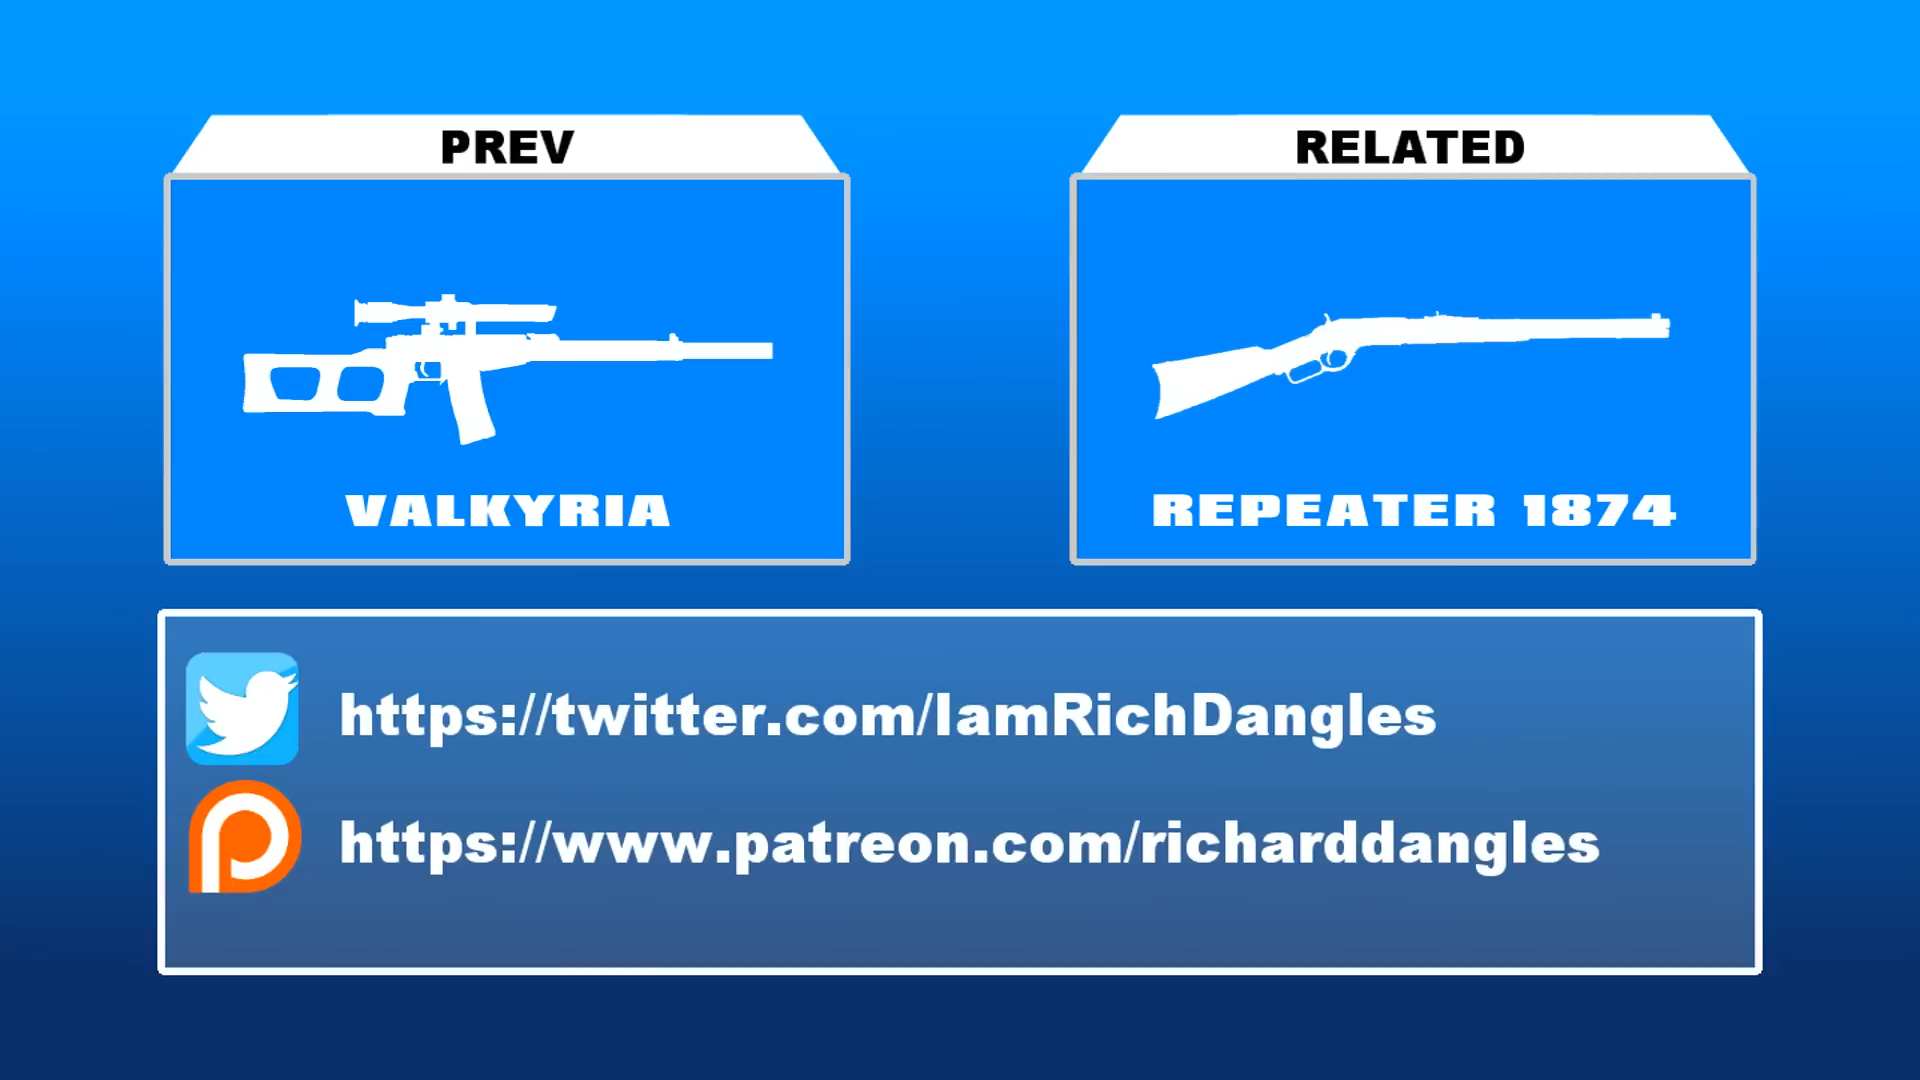 PREV
VALKYRIA
RELATED
REPEATER 1874
https://twitter.com/IamRichDangles
https://www.patreon.com/richarddangles